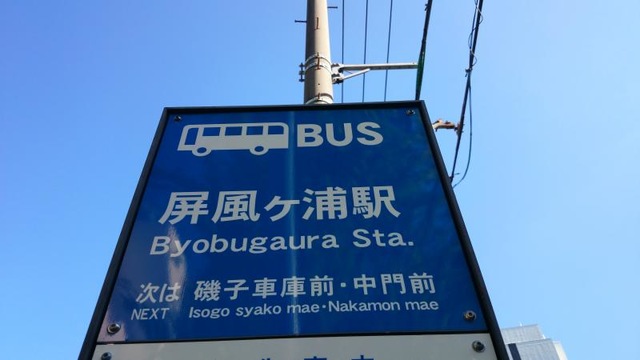 BUS
屏風ヶ浦駅
Byobugaura Sta.
次は 磯子車庫前・中門前
NEXT Isogo syako mae・Nakamon mae